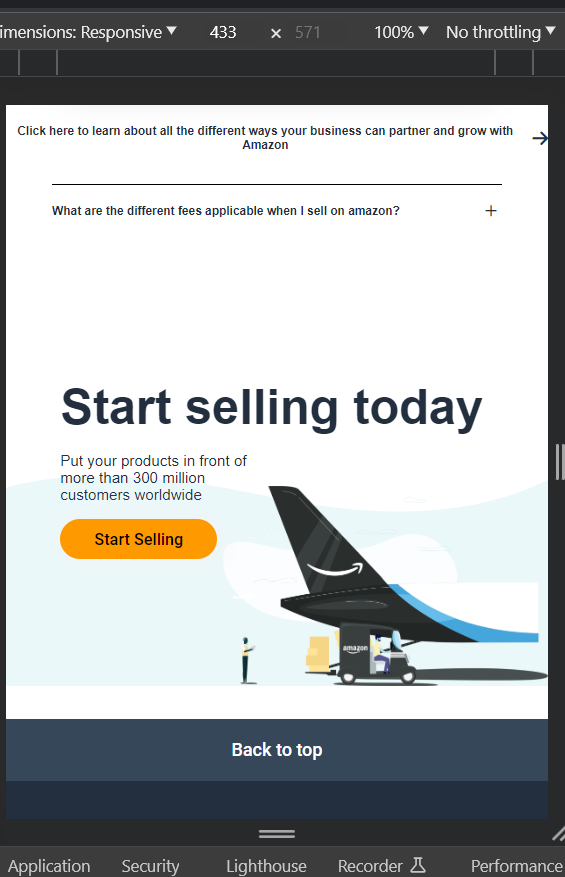 imensions: Responsive ▼ 433 × 571 100% ▼ No throttling ▼
Click here to learn about all the different ways your business can partner and grow with
Amazon →
What are the different fees applicable when I sell on amazon? +
Start selling today
Put your products in front of
more than 300 million
customers worldwide
Start Selling
amazon
Back to top
Application Security Lighthouse Recorder Performance